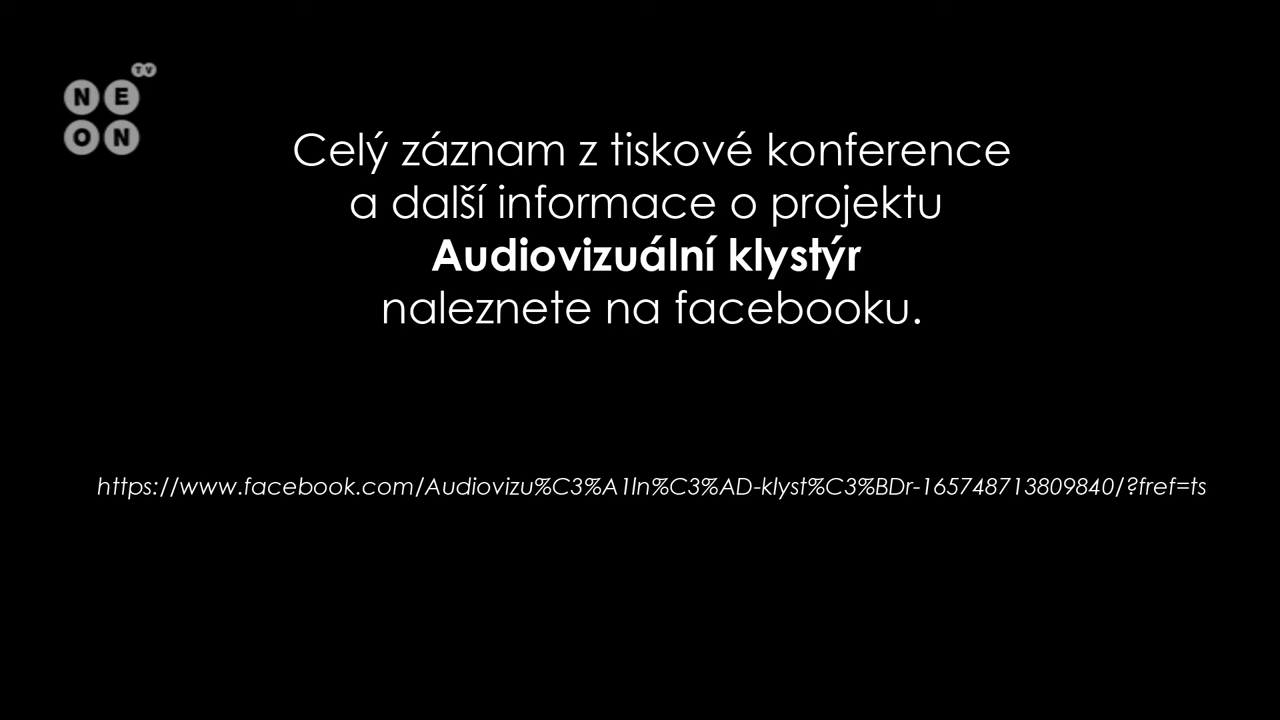 TV
NE
ON
Celý záznam z tiskové konference
a další informace o projektu
Audiovizuální klystýr
naleznete na facebooku.
https://www.facebook.com/Audiovizu%C3%A1ln%C3%AD-klyst%C3%BDr-165748713809840/?fref=ts